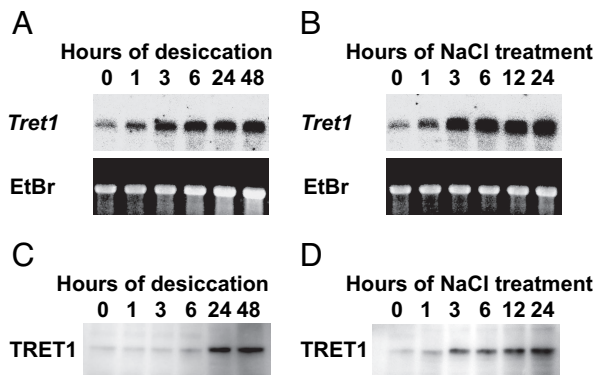 A
Hours of desiccation
0 1 3 6 24 48
Tret1
EtBr
B
Hours of NaCl treatment
0 1 3 6 12 24
Tret1
EtBr
C
Hours of desiccation
0 1 3 6 24 48
TRET1
D
Hours of NaCl treatment
0 1 3 6 12 24
TRET1